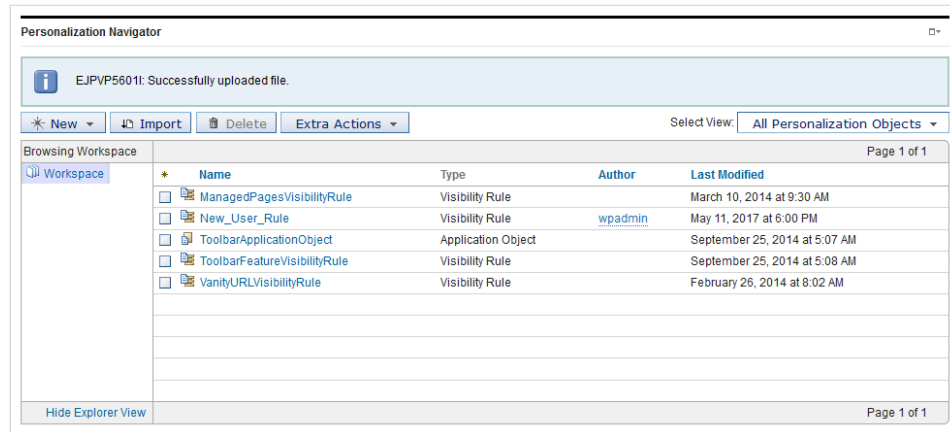 Personalization Navigator
EJPVP5601I: Successfully uploaded file.
New Import Delete Extra Actions Select View: All Personalization Objects
Browsing Workspace Page 1 of 1
Workspace Name Type Author Last Modified
ManagedPagesVisibilityRule Visibility Rule March 10, 2014 at 9:30 AM
New_User_Rule Visibility Rule wpadmin May 11, 2017 at 6:00 PM
ToolbarApplicationObject Application Object September 25, 2014 at 5:07 AM
ToolbarFeatureVisibilityRule Visibility Rule September 25, 2014 at 5:08 AM
VanityURLVisibilityRule Visibility Rule February 26, 2014 at 8:02 AM
Hide Explorer View Page 1 of 1